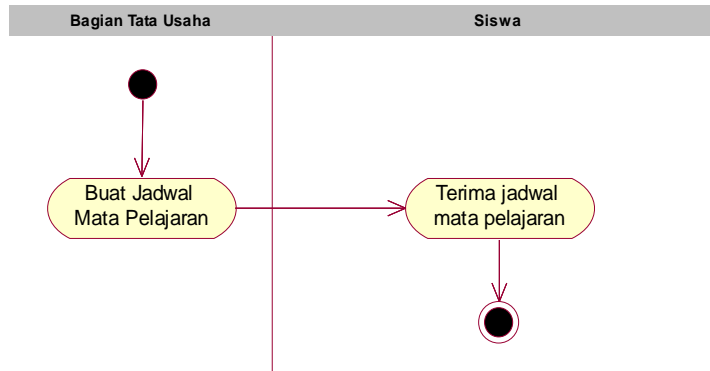 Bagian Tata Usaha
Siswa
Buat Jadwal
Mata Pelajaran
Terima jadwal
mata pelajaran